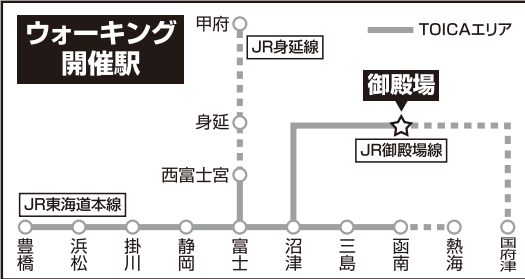 ウォーキング
開催駅
甲府
JR身延線
TOICAエリア
御殿場
身延
JR御殿場線
西富士宮
JR東海道本線
豊橋
浜松
掛川
静岡
富士
沼津
三島
函南
熱海
国府津